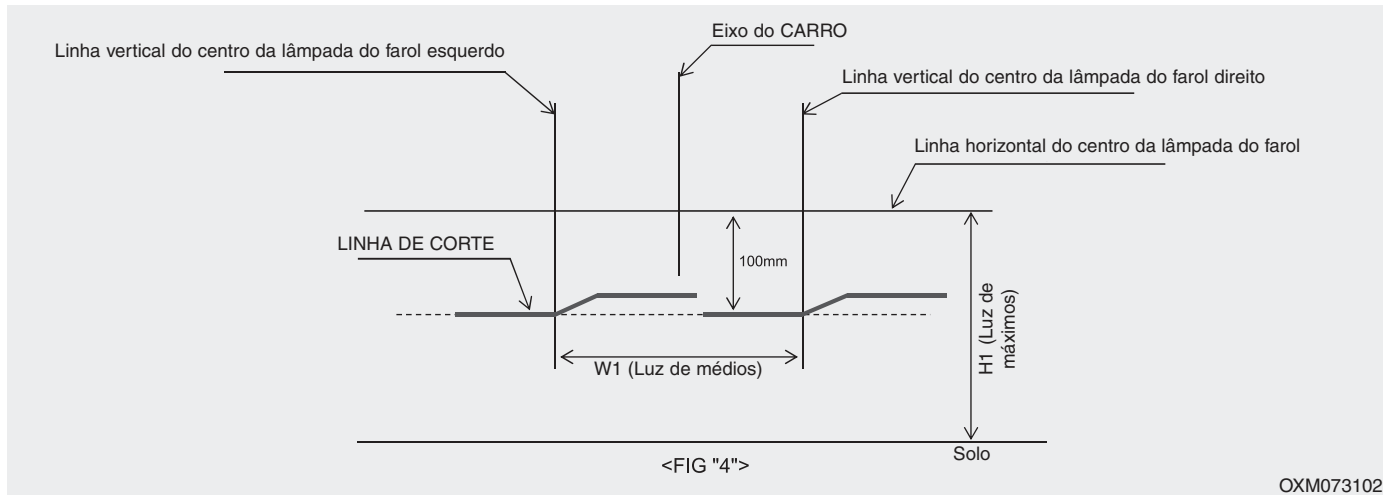 Eixo do CARRO
Linha vertical do centro da lâmpada do farol esquerdo
Linha vertical do centro da lâmpada do farol direito
Linha horizontal do centro da lâmpada do farol
LINHA DE CORTE
100mm
H1 (Luz de
máximos)
W1 (Luz de médios)
Solo
<FIG "4">
OXM073102